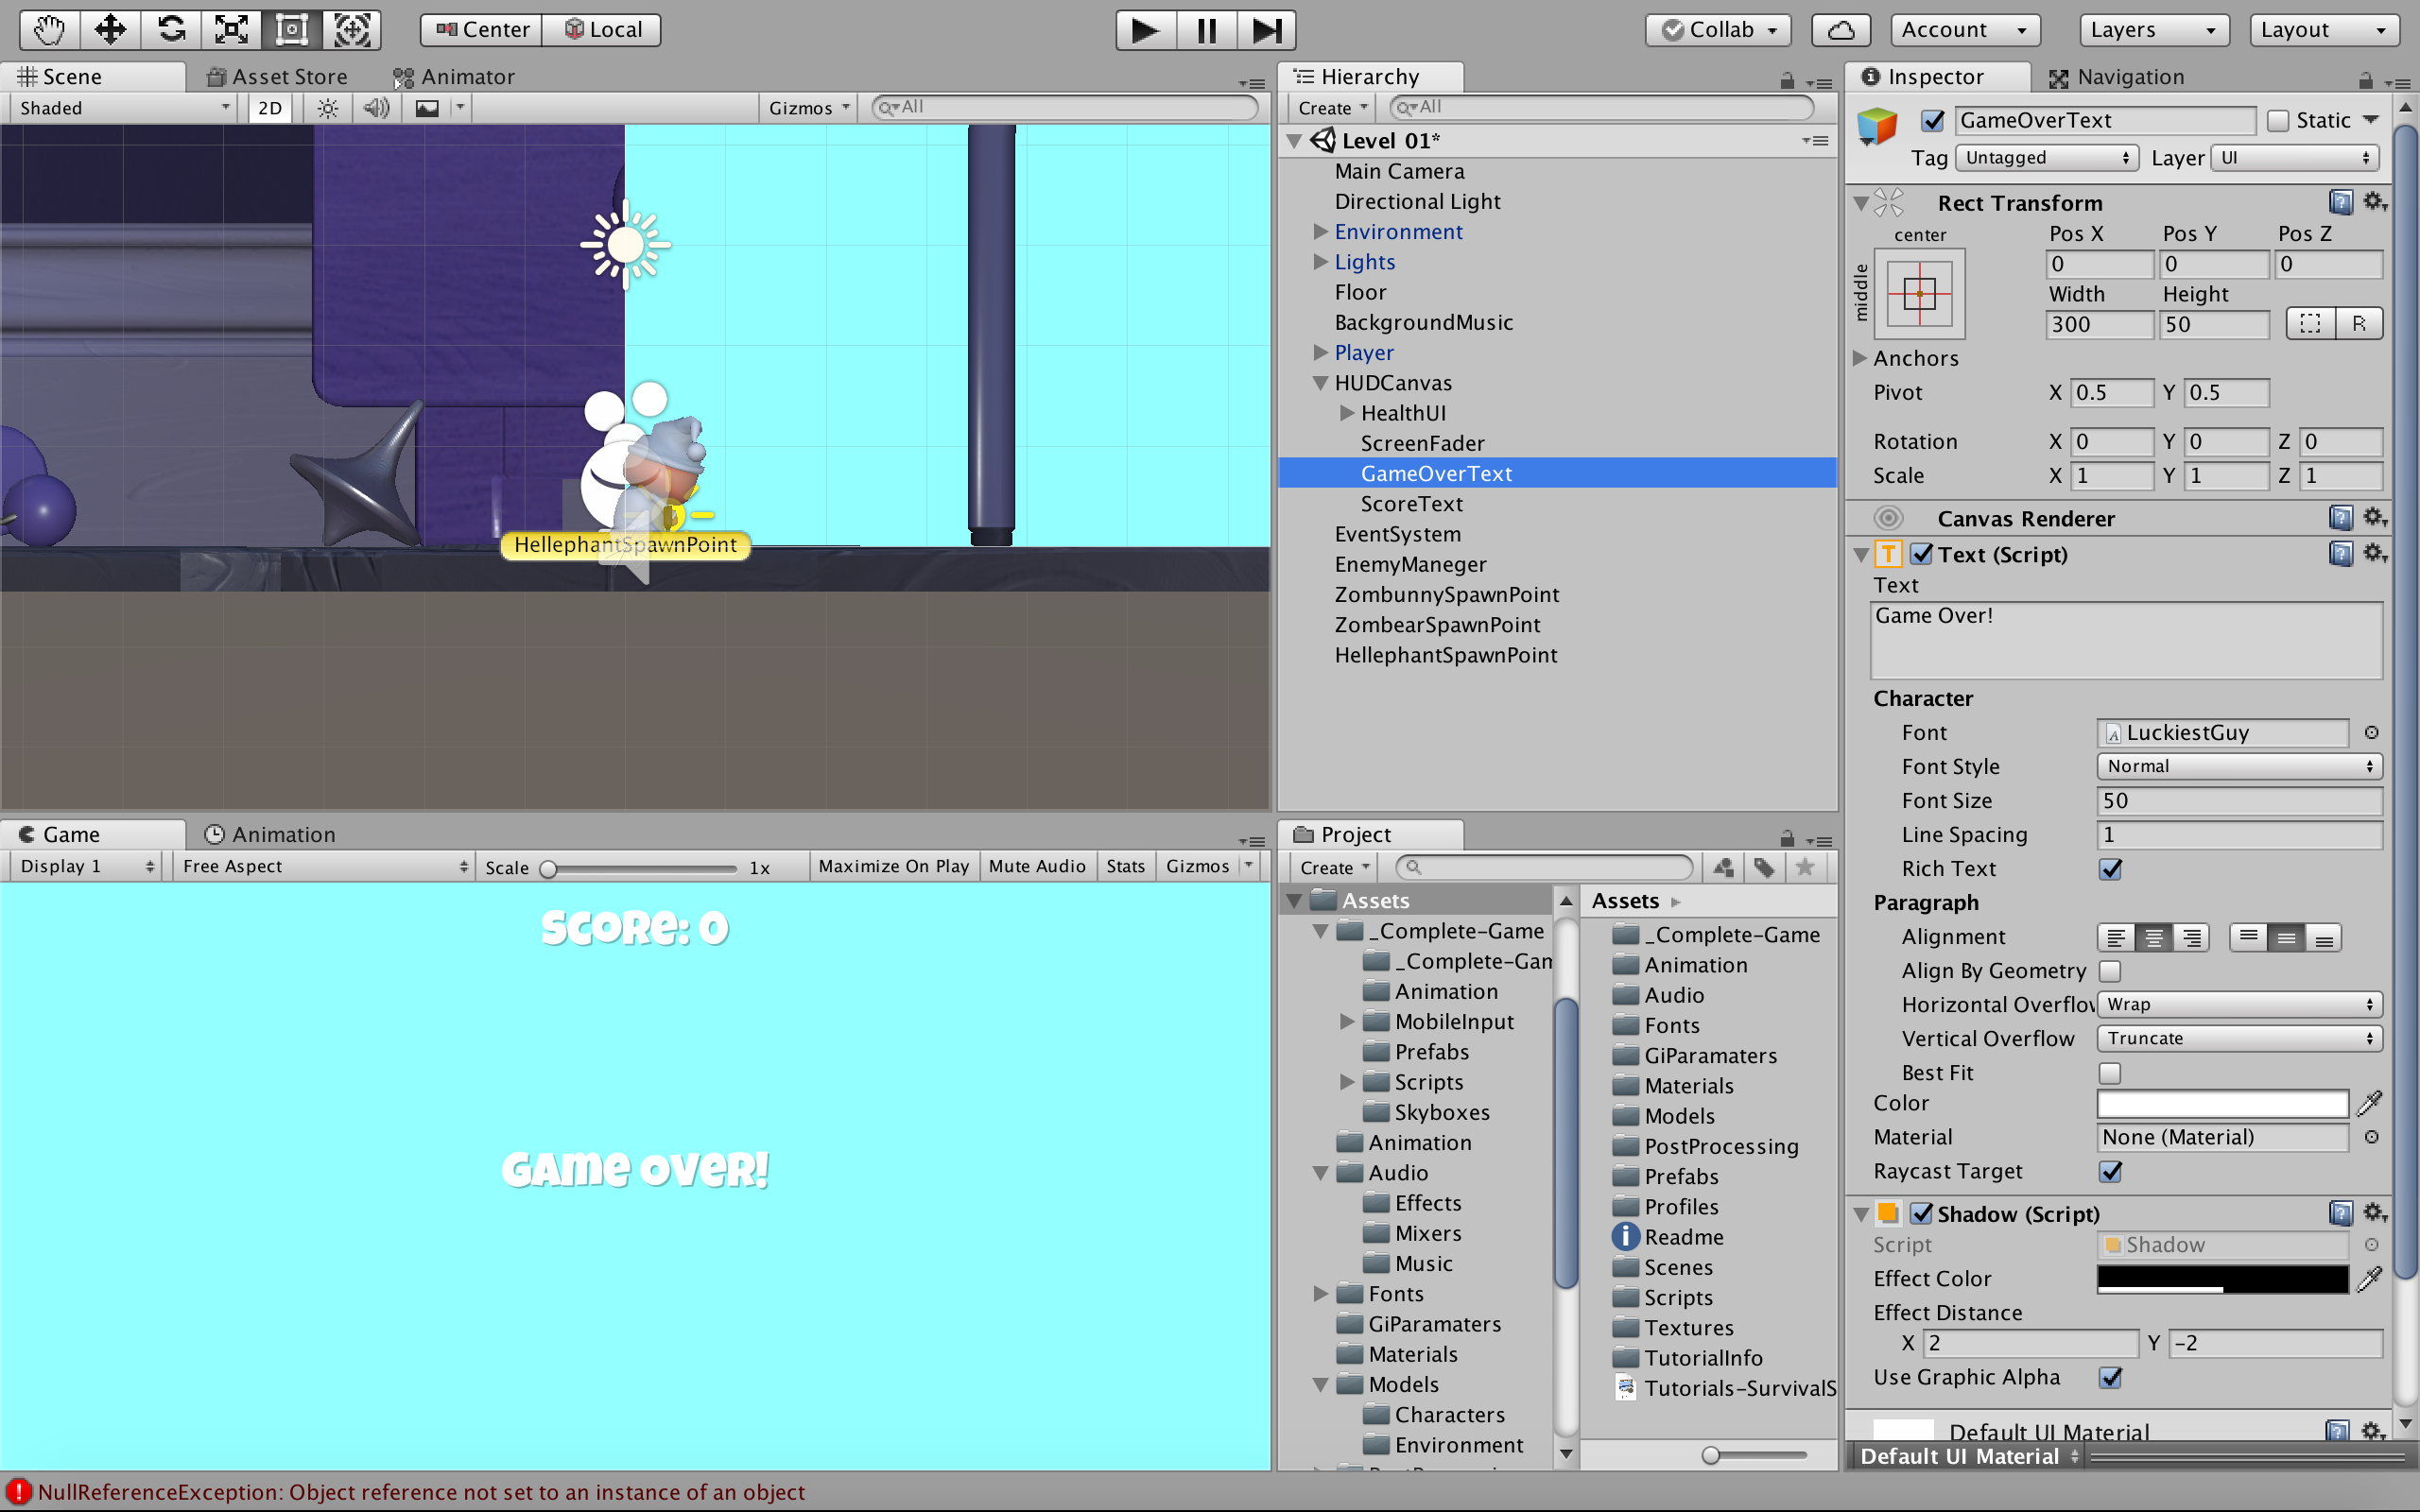 Center Local
Collab Account Layers Layout
Scene Asset Store Animator
Shaded 2D Gizmos All
HellephantSpawnPoint
Game Animation
Display 1 Free Aspect Scale 1x Maximize On Play Mute Audio Stats Gizmos
Score: 0
Game Over!
Hierarchy
Create All
Level 01*
Main Camera
Directional Light
Environment
Lights
Floor
BackgroundMusic
Player
HUDCanvas
HealthUI
ScreenFader
GameOverText
ScoreText
EventSystem
EnemyManeger
ZombunnySpawnPoint
ZombearSpawnPoint
HellephantSpawnPoint
Project
Create
Assets
_Complete-Game
_Complete-Gam
Animation
MobileInput
Prefabs
Scripts
Skyboxes
Animation
Audio
Effects
Mixers
Music
Fonts
GiParamaters
Materials
Models
Characters
Environment
Assets
_Complete-Game
Animation
Audio
Fonts
GiParamaters
Materials
Models
PostProcessing
Prefabs
Profiles
Readme
Scenes
Scripts
Textures
TutorialInfo
Tutorials-SurvivalS
Inspector Navigation
GameOverText Static
Tag Untagged Layer UI
Rect Transform
center Pos X Pos Y Pos Z
middle 0 0 0
Width Height
300 50 R
Anchors
Pivot X 0.5 Y 0.5
Rotation X 0 Y 0 Z 0
Scale X 1 Y 1 Z 1
Canvas Renderer
Text (Script)
Text
Game Over!
Character
Font LuckiestGuy
Font Style Normal
Font Size 50
Line Spacing 1
Rich Text
Paragraph
Alignment
Align By Geometry
Horizontal Overflow Wrap
Vertical Overflow Truncate
Best Fit
Color
Material None (Material)
Raycast Target
Shadow (Script)
Script Shadow
Effect Color
Effect Distance
X 2 Y -2
Use Graphic Alpha
Default UI Material
Default UI Material
NullReferenceException: Object reference not set to an instance of an object